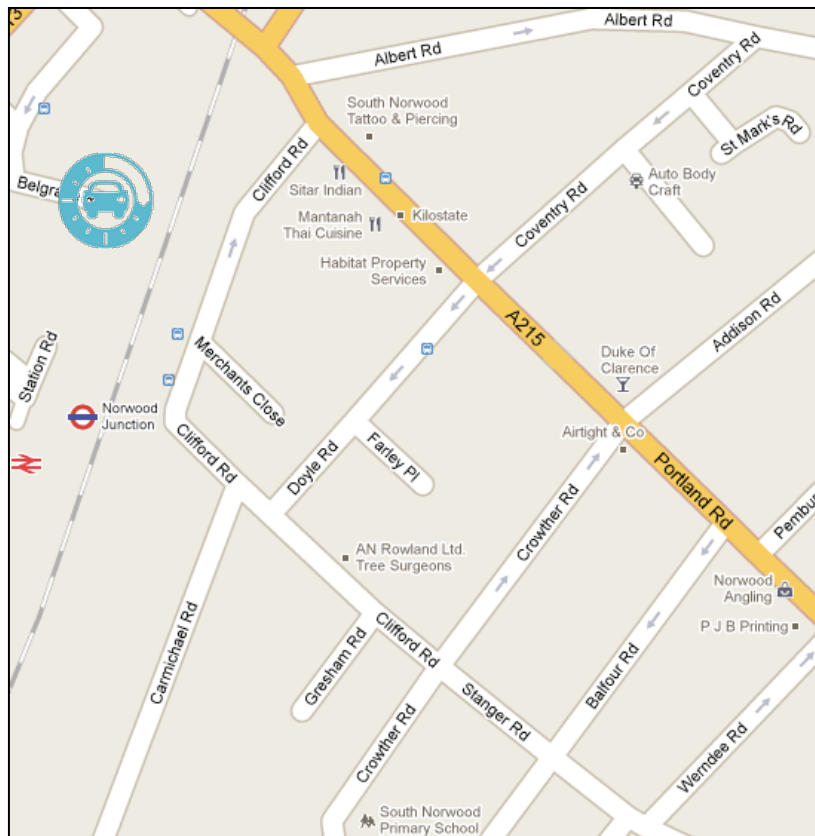 Albert Rd
Albert Rd
Coventry Rd
South Norwood
Tattoo & Piercing
St Mark's Rd
Clifford Rd
Sitar Indian
Auto Body
Craft
Mantanah
Thai Cuisine
Kilostate
Coventry Rd
Habitat Property
Services
A215
Addison Rd
Station Rd
Merchants Close
Duke Of
Clarence
Norwood
Junction
Clifford Rd
Doyle Rd
Farley Pl
Airtight & Co
Portland Rd
Crowther Rd
AN Rowland Ltd.
Tree Surgeons
Norwood
Angling
P J B Printing
Carmichael Rd
Gresham Rd
Clifford Rd
Balfour Rd
Stanger Rd
Crowther Rd
Werndee Rd
South Norwood
Primary School